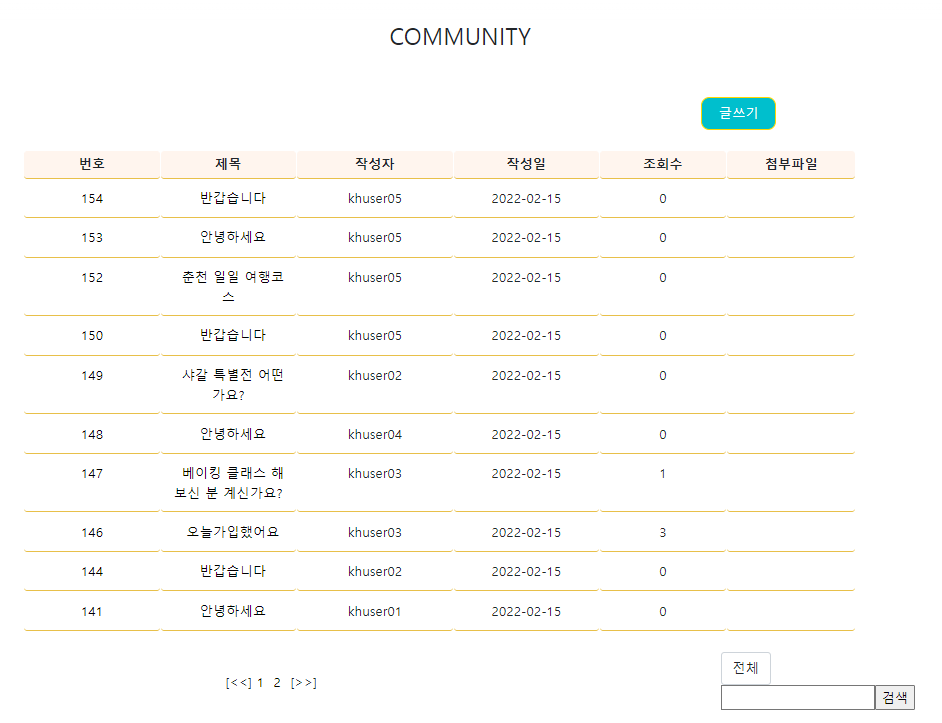 COMMUNITY
글쓰기
번호 제목 작성자 작성일 조회수 첨부파일
154 반갑습니다 khuser05 2022-02-15 0
153 안녕하세요 khuser05 2022-02-15 0
152 춘천 일일 여행코 khuser05 2022-02-15 0
스
150 반갑습니다 khuser05 2022-02-15 0
149 샤갈 특별전 어떤 khuser02 2022-02-15 0
가요?
148 안녕하세요 khuser04 2022-02-15 0
147 베이킹 클래스 해 khuser03 2022-02-15 1
보신 분 계신가요?
146 오늘가입했어요 khuser03 2022-02-15 3
144 반갑습니다 khuser02 2022-02-15 0
141 안녕하세요 khuser01 2022-02-15 0
전체
[<<] 1 2 [>>]
검색